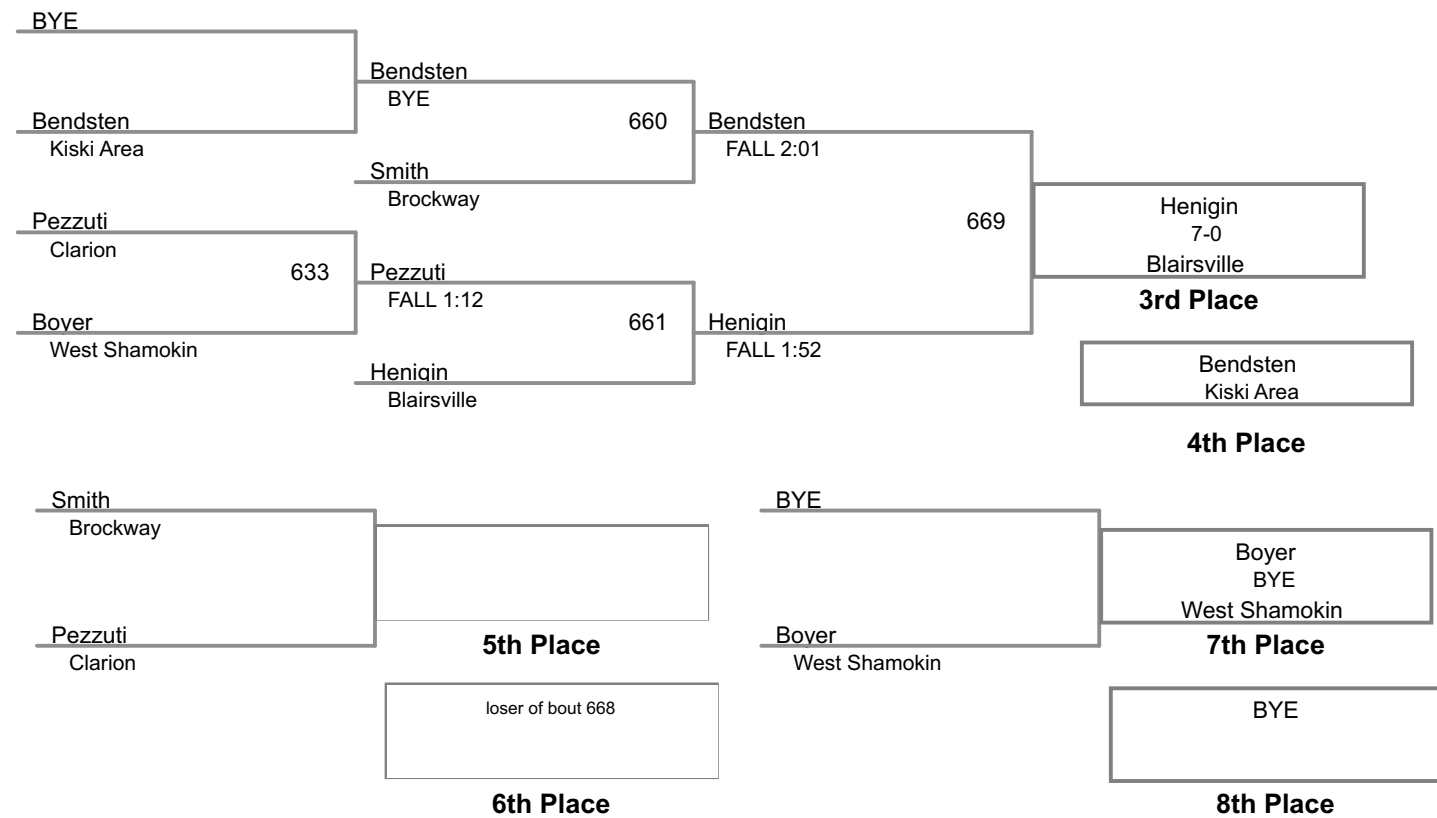 BYE
Bendsten
BYE
Bendsten
Kiski Area
660
Bendsten
FALL 2:01
Smith
Brockway
Pezzuti
Clarion
633
Pezzuti
FALL 1:12
Boyer
West Shamokin
661
Henigin
FALL 1:52
Henigin
Blairsville
669
Henigin
7-0
Blairsville
3rd Place
Bendsten
Kiski Area
4th Place
Smith
Brockway
Pezzuti
Clarion
5th Place
loser of bout 668
6th Place
BYE
Boyer
West Shamokin
Boyer
BYE
West Shamokin
7th Place
BYE
8th Place